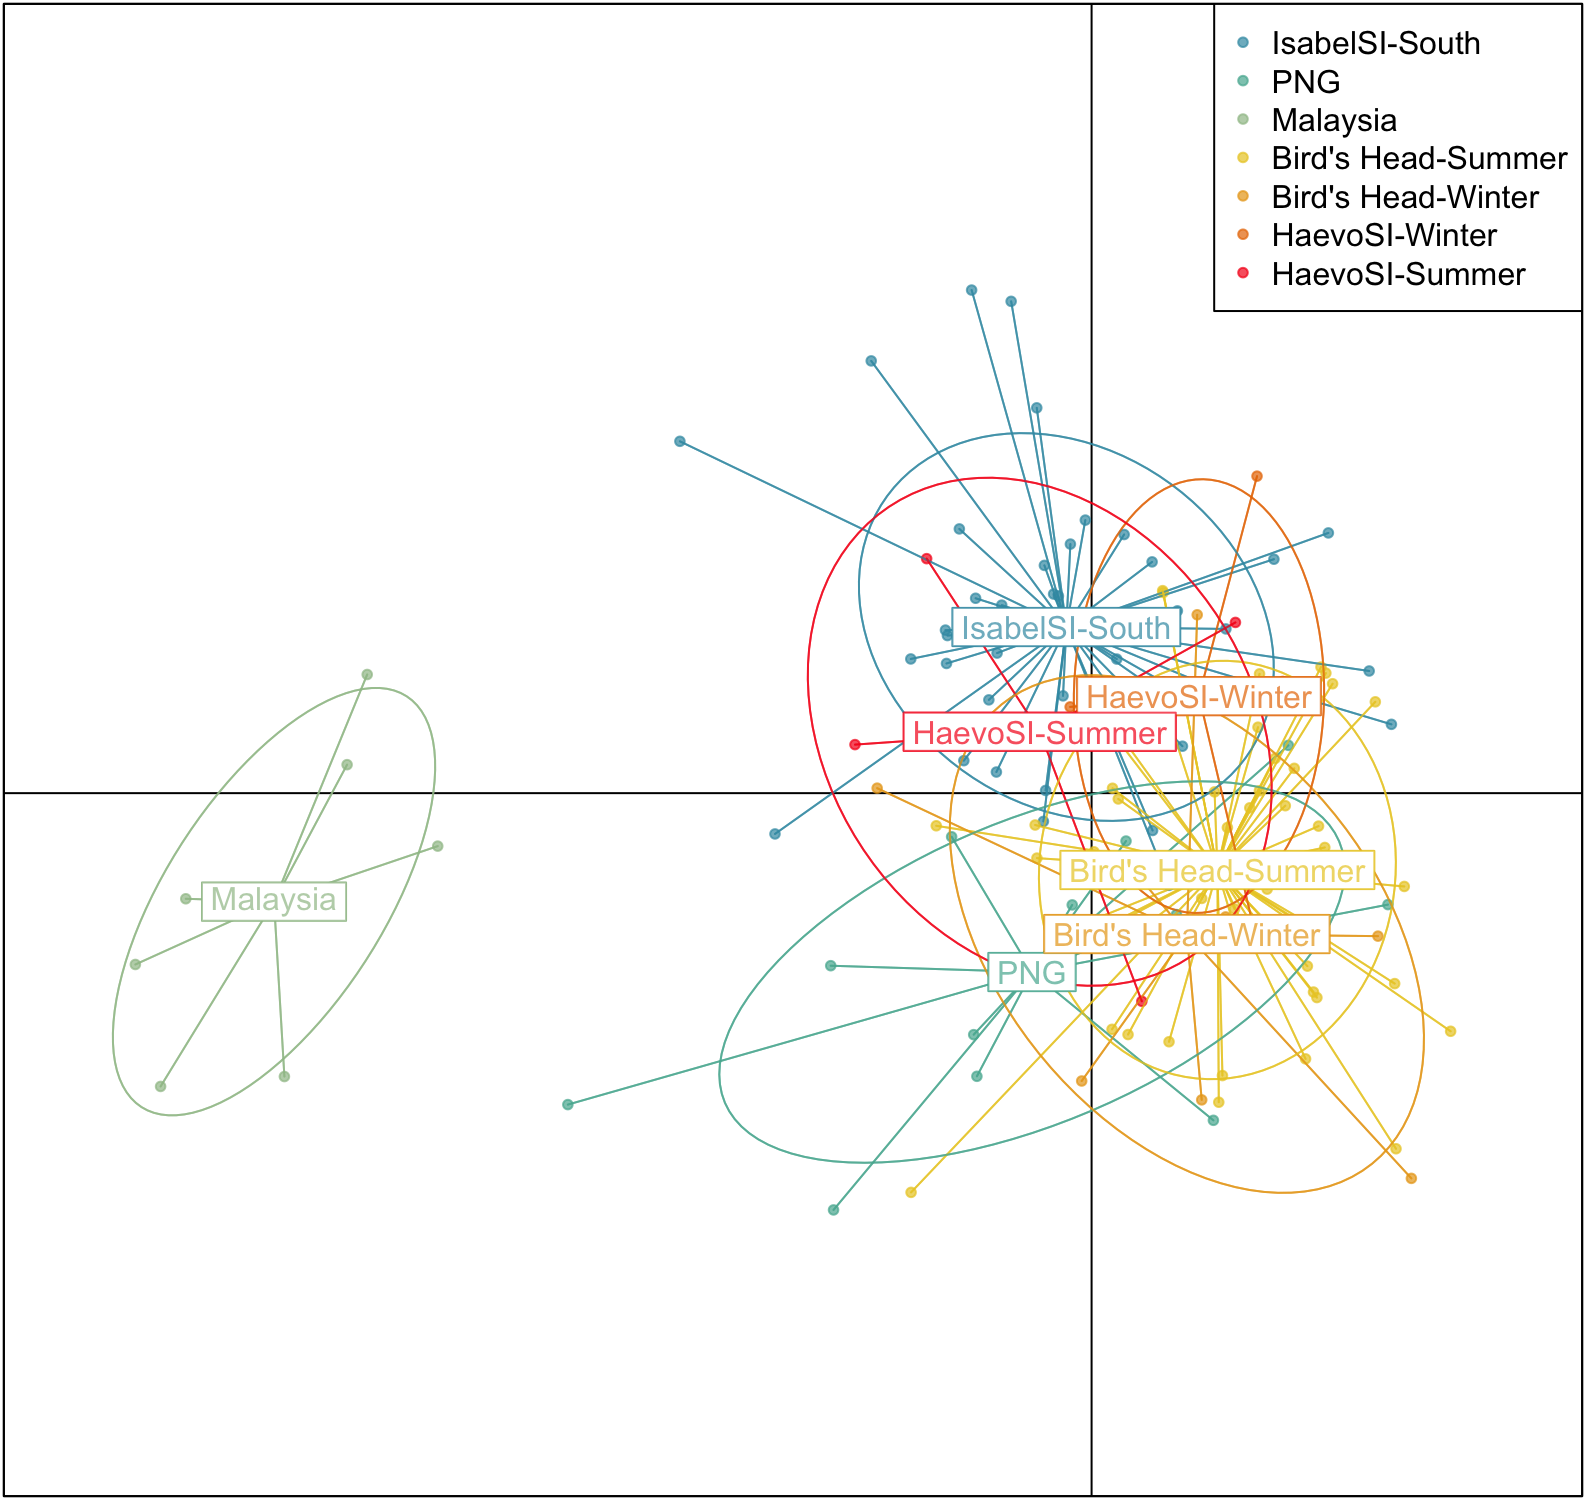 IsabelSI-South
PNG
Malaysia
Bird's Head-Summer
Bird's Head-Winter
HaevoSI-Winter
HaevoSI-Summer
IsabelSI-South
HaevoSI-Winter
HaevoSI-Summer
Bird's Head-Summer
Malaysia
Bird's Head-Winter
PNG